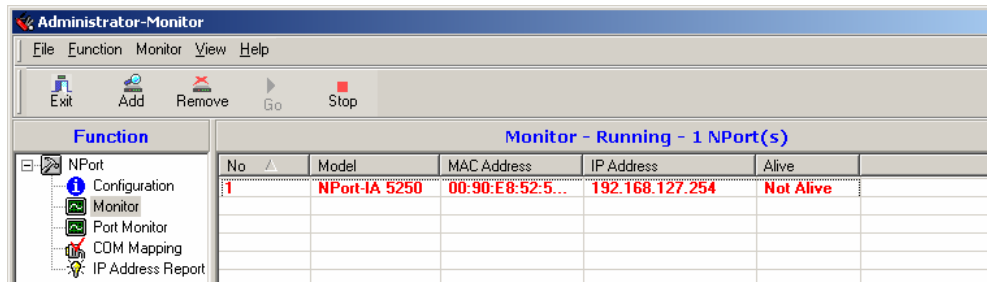 Administrator-Monitor
File Function Monitor View Help
Exit Add Remove Go Stop
Function
Monitor - Running - 1 NPort(s)
NPort
Configuration
Monitor
Port Monitor
COM Mapping
IP Address Report
No Model MAC Address IP Address Alive
1 NPort-IA 5250 00:90:E8:52:5... 192.168.127.254 Not Alive